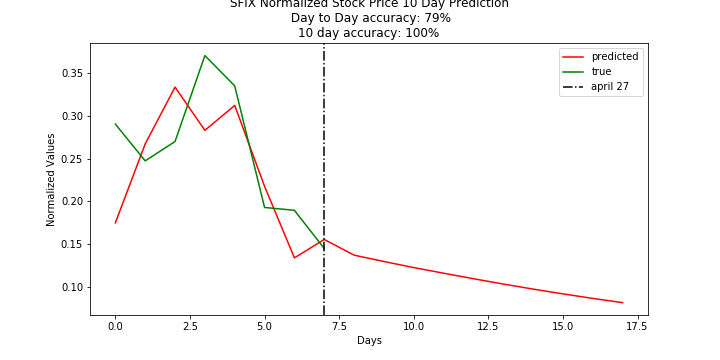 SFIX Normalized Stock Price 10 Day Prediction
Day to Day accuracy: 79%
10 day accuracy: 100%
predicted
true
april 27
Normalized Values
0.35
0.30
0.25
0.20
0.15
0.10
0.0 2.5 5.0 7.5 10.0 12.5 15.0 17.5
Days